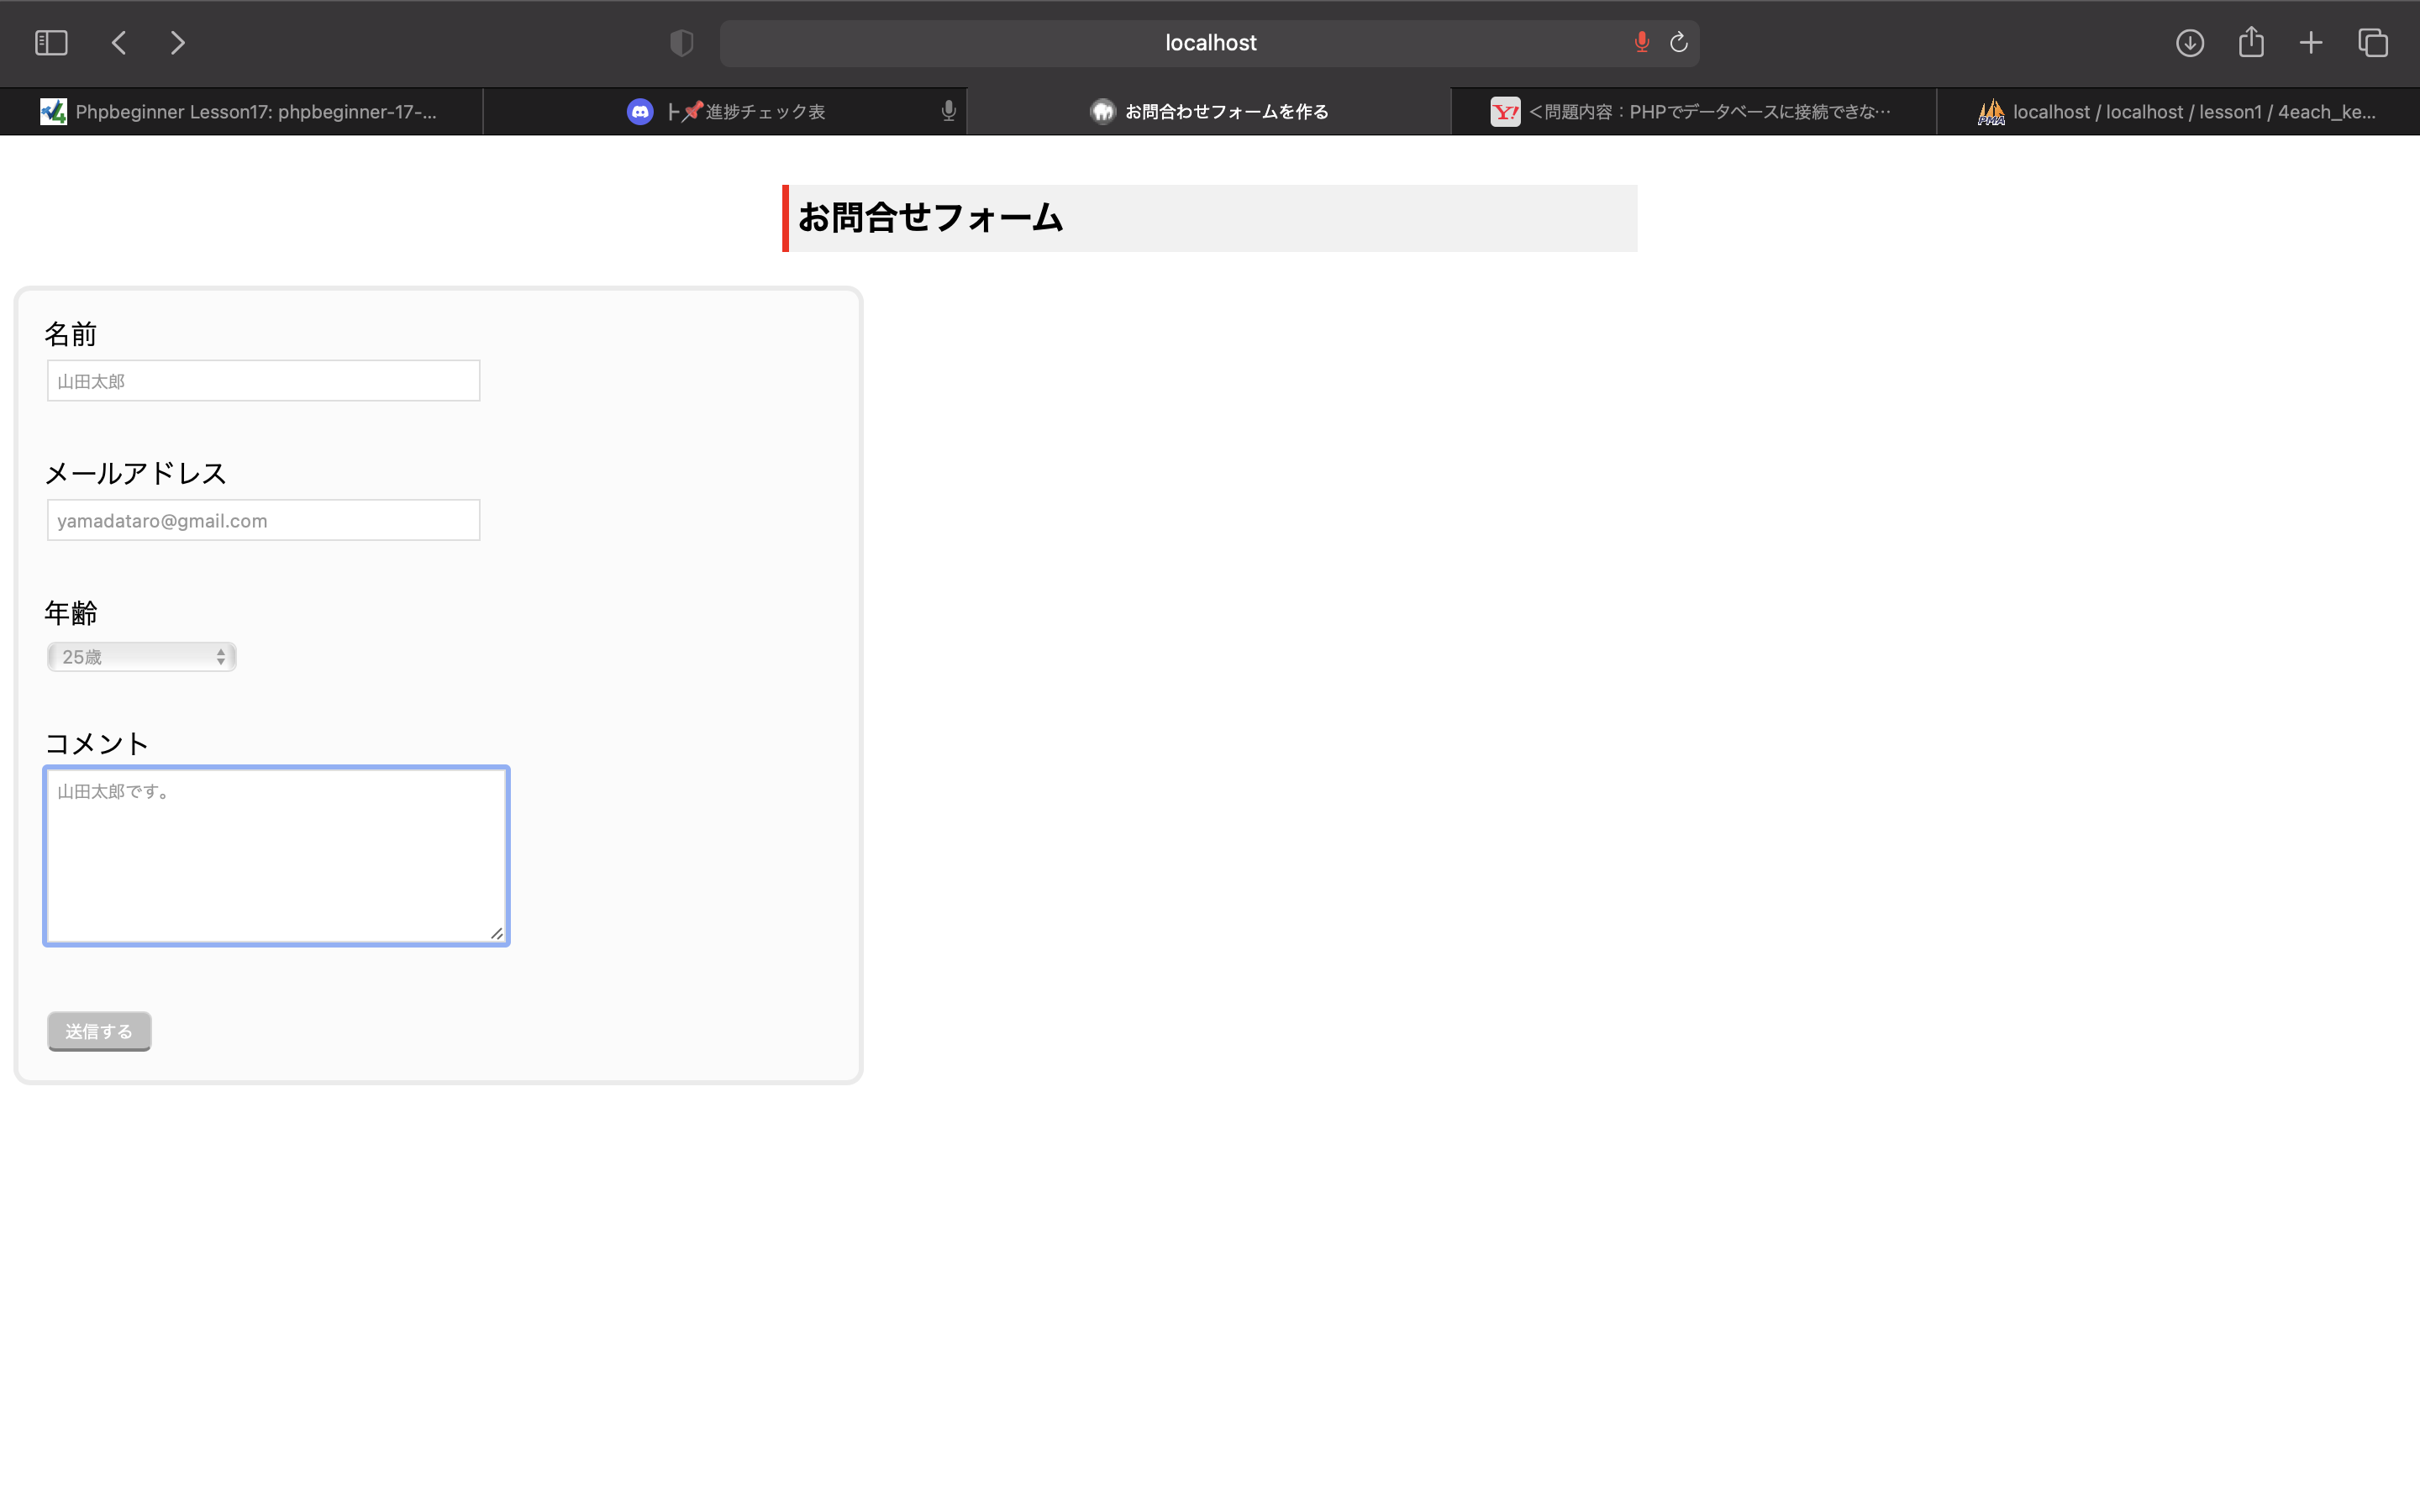 localhost
Phpbeginner Lesson17: phpbeginner-17-...
├📌進捗チェック表
お問合わせフォームを作る
＜問題内容：PHPでデータベースに接続できな…
localhost / localhost / lesson1 / 4each_ke...
お問合せフォーム
名前
山田太郎
メールアドレス
yamadataro@gmail.com
年齢
25歳
コメント
山田太郎です。
送信する